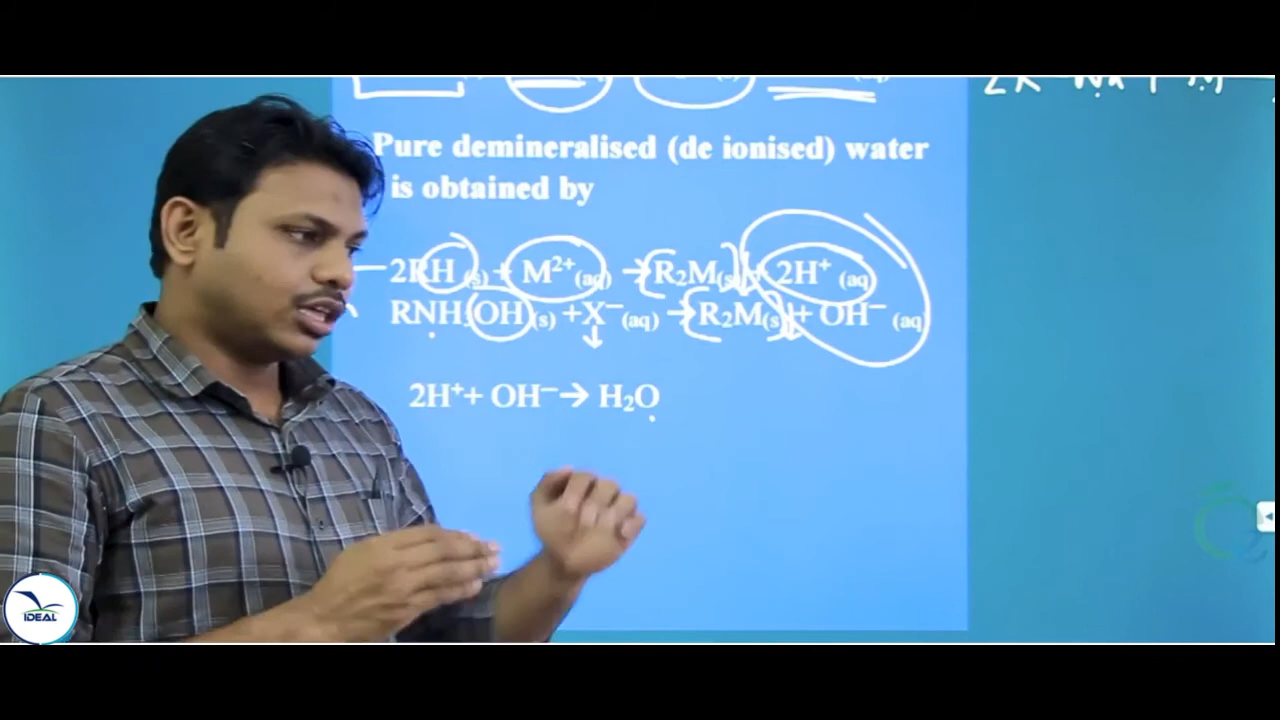 Pure demineralised (de ionised) water
is obtained by
2RH(s) + M²⁺(aq) → R₂M(s) + 2H⁺(aq)
RNH₃OH(s) + X⁻(aq) → R₂M(s) + OH⁻(aq)
2H⁺ + OH⁻ → H₂O
IDEAL